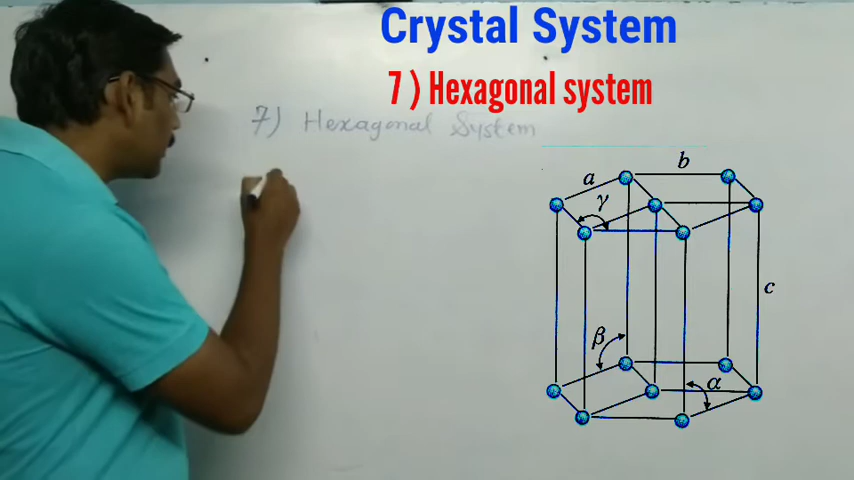 Crystal System
7 ) Hexagonal system
7) Hexagonal System
a
b
γ
c
β
α